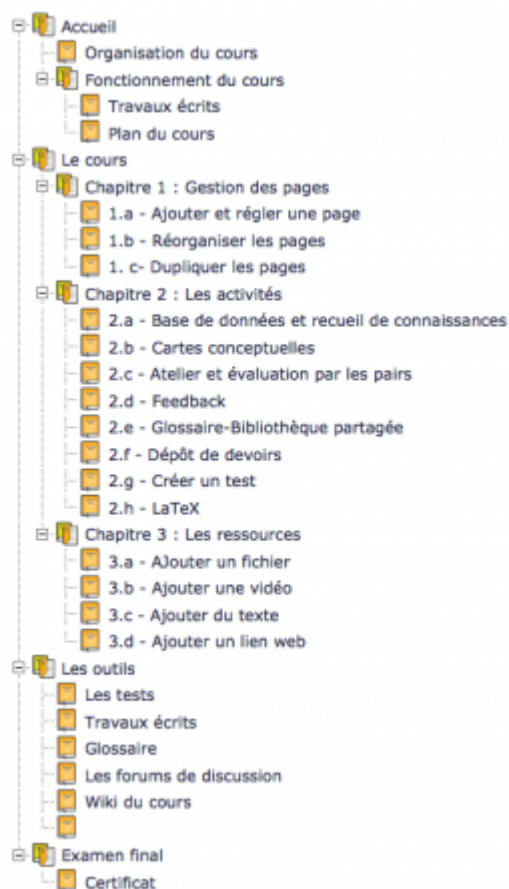 Accueil
Organisation du cours
Fonctionnement du cours
Travaux écrits
Plan du cours
Le cours
Chapitre 1 : Gestion des pages
1.a - Ajouter et régler une page
1.b - Réorganiser les pages
1. c- Dupliquer les pages
Chapitre 2 : Les activités
2.a - Base de données et recueil de connaissances
2.b - Cartes conceptuelles
2.c - Atelier et évaluation par les pairs
2.d - Feedback
2.e - Glossaire-Bibliothèque partagée
2.f - Dépôt de devoirs
2.g - Créer un test
2.h - LaTeX
Chapitre 3 : Les ressources
3.a - AJouter un fichier
3.b - Ajouter une vidéo
3.c - Ajouter du texte
3.d - Ajouter un lien web
Les outils
Les tests
Travaux écrits
Glossaire
Les forums de discussion
Wiki du cours
Examen final
Certificat